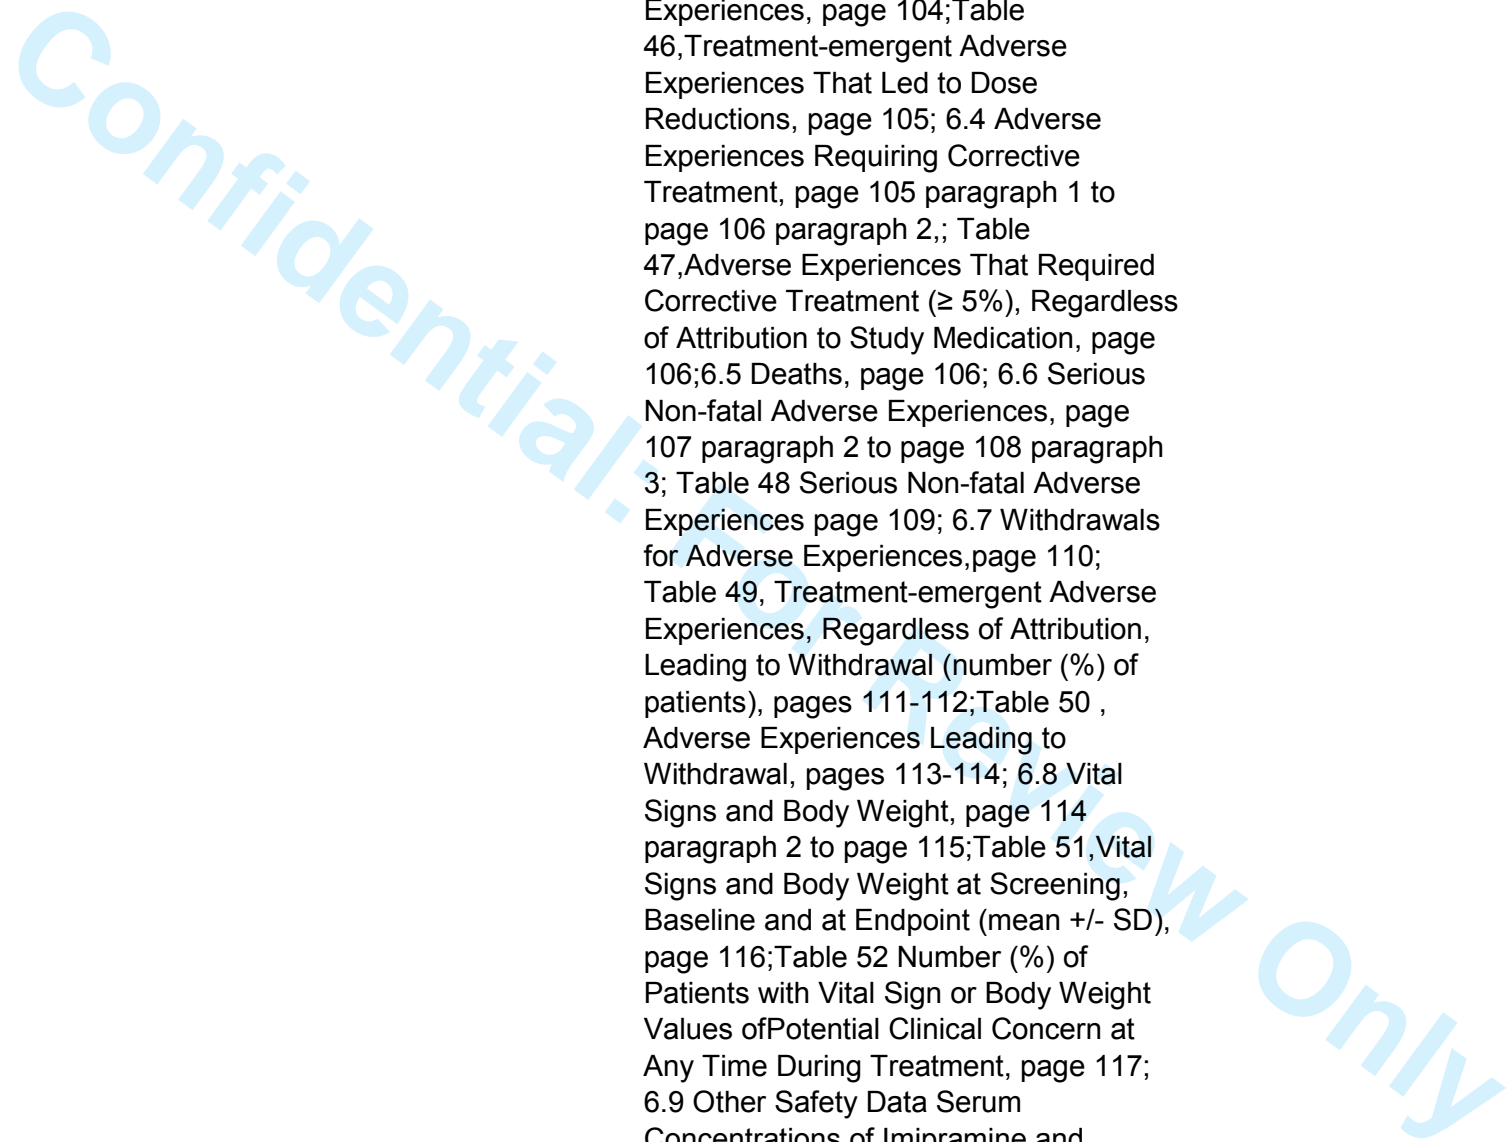 Experiences, page 104;Table
46,Treatment-emergent Adverse
Experiences That Led to Dose
Reductions, page 105; 6.4 Adverse
Experiences Requiring Corrective
Treatment, page 105 paragraph 1 to
page 106 paragraph 2,; Table
47,Adverse Experiences That Required
Corrective Treatment (≥ 5%), Regardless
of Attribution to Study Medication, page
106;6.5 Deaths, page 106; 6.6 Serious
Non-fatal Adverse Experiences, page
107 paragraph 2 to page 108 paragraph
3; Table 48 Serious Non-fatal Adverse
Experiences page 109; 6.7 Withdrawals
for Adverse Experiences,page 110;
Table 49, Treatment-emergent Adverse
Experiences, Regardless of Attribution,
Leading to Withdrawal (number (%) of
patients), pages 111-112;Table 50 ,
Adverse Experiences Leading to
Withdrawal, pages 113-114; 6.8 Vital
Signs and Body Weight, page 114
paragraph 2 to page 115;Table 51,Vital
Signs and Body Weight at Screening,
Baseline and at Endpoint (mean +/- SD),
page 116;Table 52 Number (%) of
Patients with Vital Sign or Body Weight
Values ofPotential Clinical Concern at
Any Time During Treatment, page 117;
6.9 Other Safety Data Serum
Concentrations of Imipramine and
Confidential: For Review Only